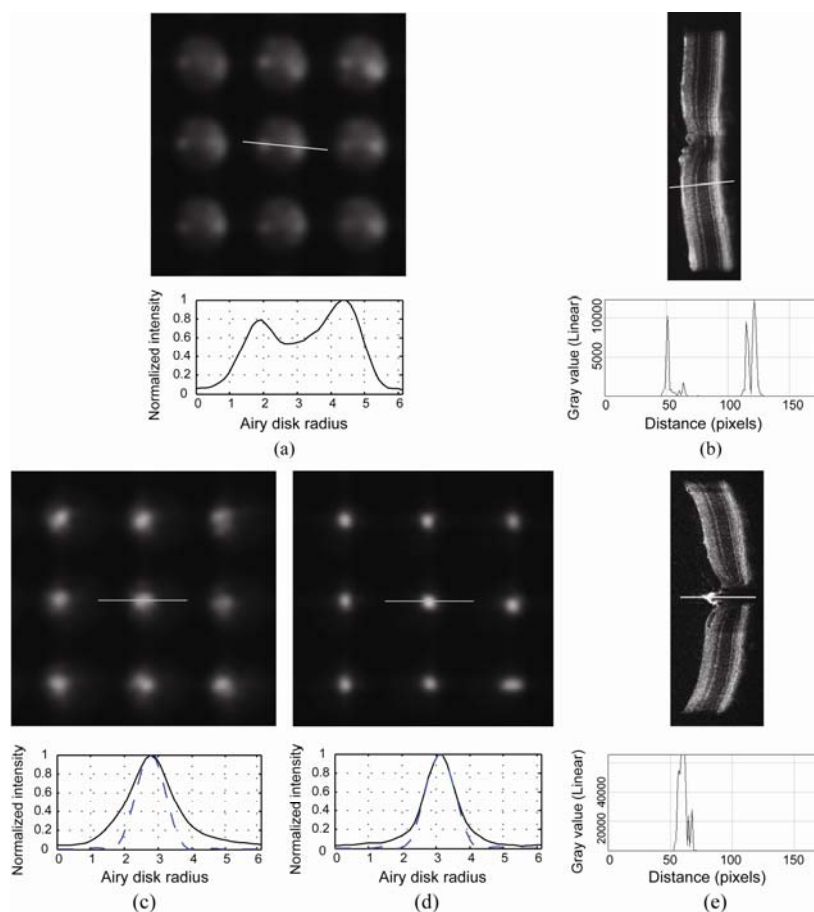 Normalized intensity
1
0.8
0.6
0.4
0.2
0
0 1 2 3 4 5 6
Airy disk radius
(a)
Gray value (Linear)
10000
5000
0 50 100 150
Distance (pixels)
(b)
Normalized intensity
1
0.8
0.6
0.4
0.2
0
0 1 2 3 4 5 6
Airy disk radius
(c)
Normalized intensity
1
0.8
0.6
0.4
0.2
0
0 1 2 3 4 5 6
Airy disk radius
(d)
Gray value (Linear)
40000
20000
0 50 100 150
Distance (pixels)
(e)